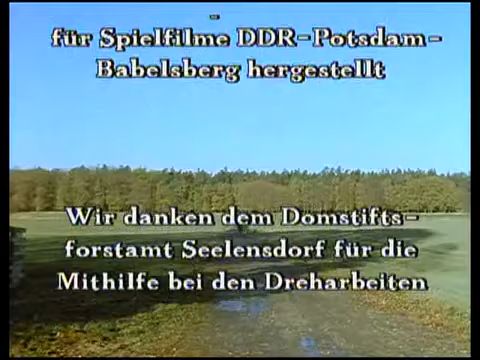 für Spielfilme DDR-Potsdam-
Babelsberg hergestellt
Wir danken dem Domstifts-
forstamt Seelensdorf für die
Mithilfe bei den Dreharbeiten